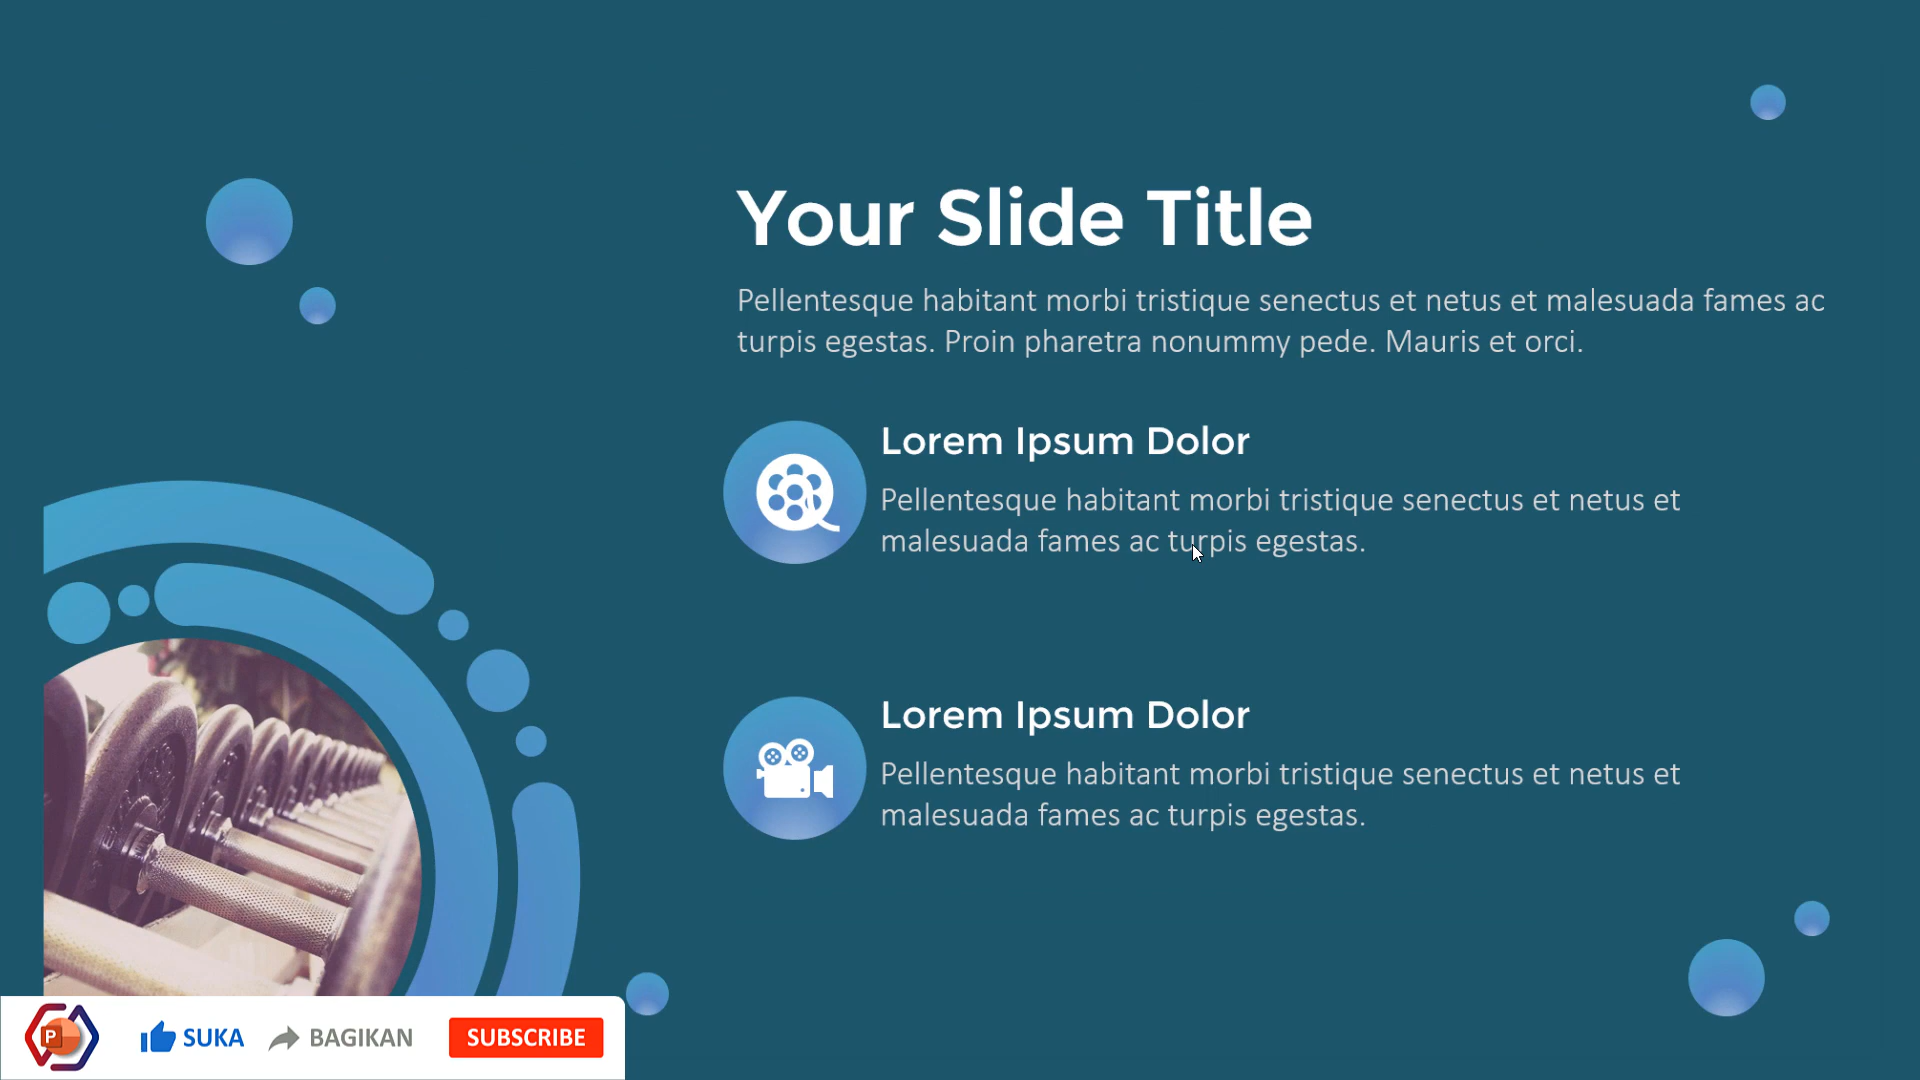 Your Slide Title
Pellentesque habitant morbi tristique senectus et netus et malesuada fames ac
turpis egestas. Proin pharetra nonummy pede. Mauris et orci.
Lorem Ipsum Dolor
Pellentesque habitant morbi tristique senectus et netus et
malesuada fames ac turpis egestas.
Lorem Ipsum Dolor
Pellentesque habitant morbi tristique senectus et netus et
malesuada fames ac turpis egestas.
P SUKA BAGIKAN SUBSCRIBE